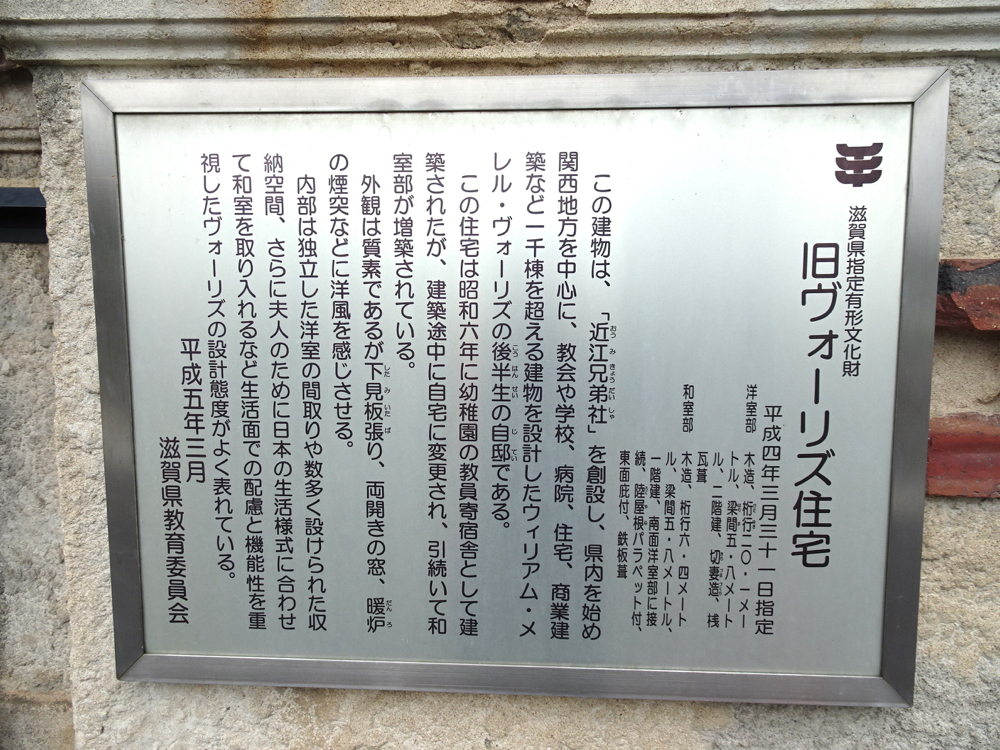 滋賀県指定有形文化財
旧ヴォーリズ住宅
平成四年三月三十一日指定
洋室部 木造、桁行二〇・一メー
トル、梁間五・八メート
ル、二階建、切妻造、桟
瓦葺
和室部 木造、桁行六・四メート
ル、梁間五・八メートル、
一階建、南面洋室部に接
続、陸屋根パラペット付、
東面庇付、鉄板葺
この建物は、「近江兄弟社」を創設し、県内を始め
関西地方を中心に、教会や学校、病院、住宅、商業建
築など一千棟を超える建物を設計したウィリアム・メ
レル・ヴォーリズの後半生の自邸である。
この住宅は昭和六年に幼稚園の教員寄宿舎として建
築されたが、建築途中に自宅に変更され、引続いて和
室部が増築されている。
外観は質素であるが下見板張り、両開きの窓、暖炉
の煙突などに洋風を感じさせる。
内部は独立した洋室の間取りや数多く設けられた収
納空間、さらに夫人のために日本の生活様式に合わせ
て和室を取り入れるなど生活面での配慮と機能性を重
視したヴォーリズの設計態度がよく表れている。
平成五年三月
滋賀県教育委員会